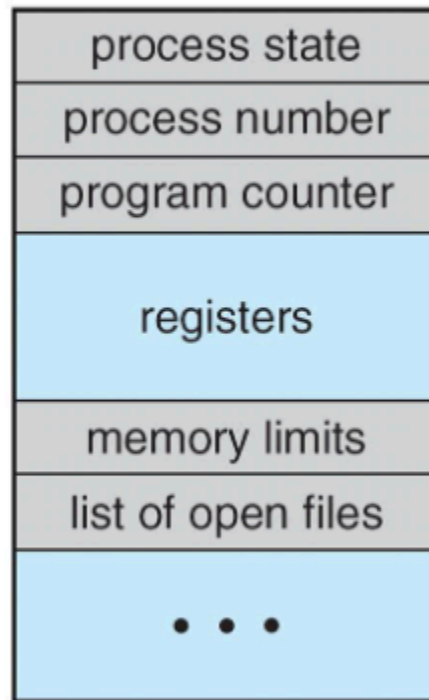 process state
process number
program counter
registers
memory limits
list of open files
• • •